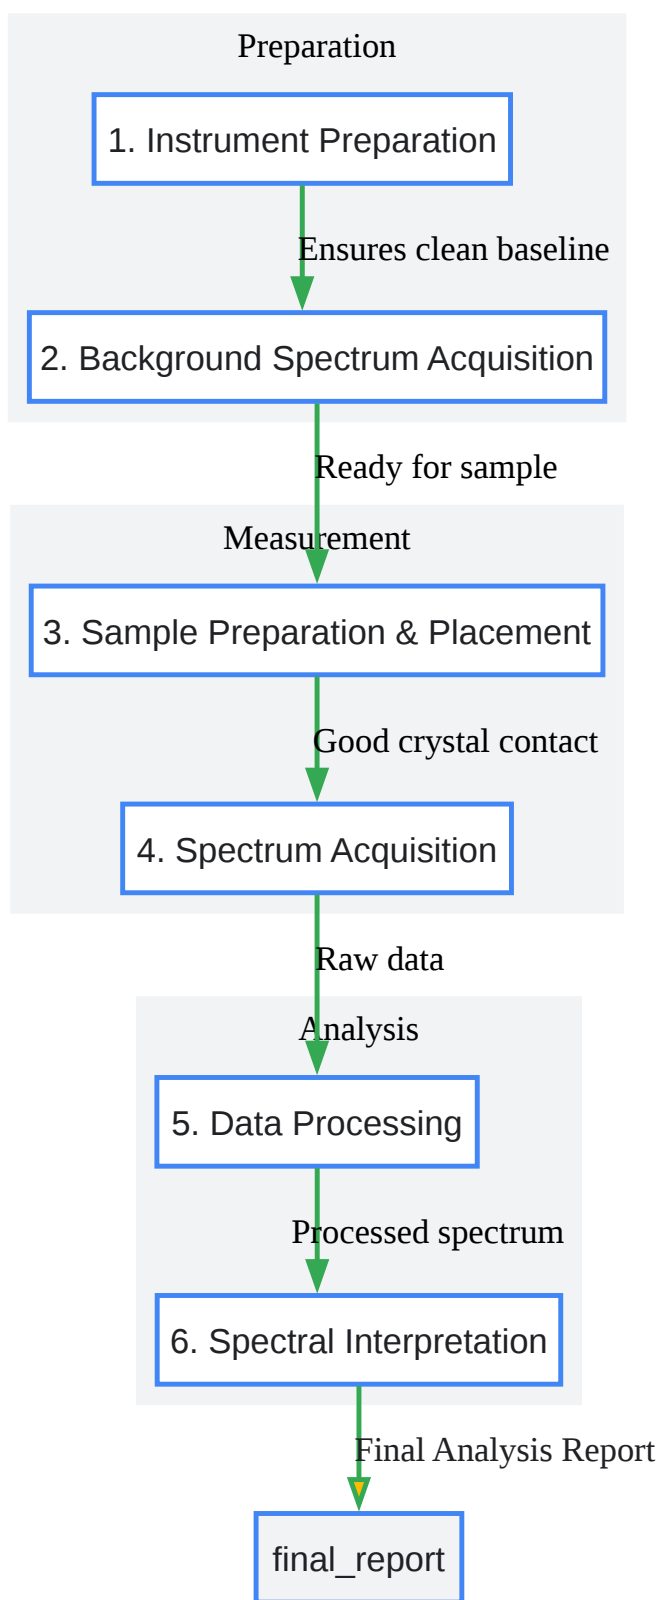 Preparation
1. Instrument Preparation
Ensures clean baseline
2. Background Spectrum Acquisition
Ready for sample
Measurement
3. Sample Preparation & Placement
Good crystal contact
4. Spectrum Acquisition
Raw data
Analysis
5. Data Processing
Processed spectrum
6. Spectral Interpretation
Final Analysis Report
final_report